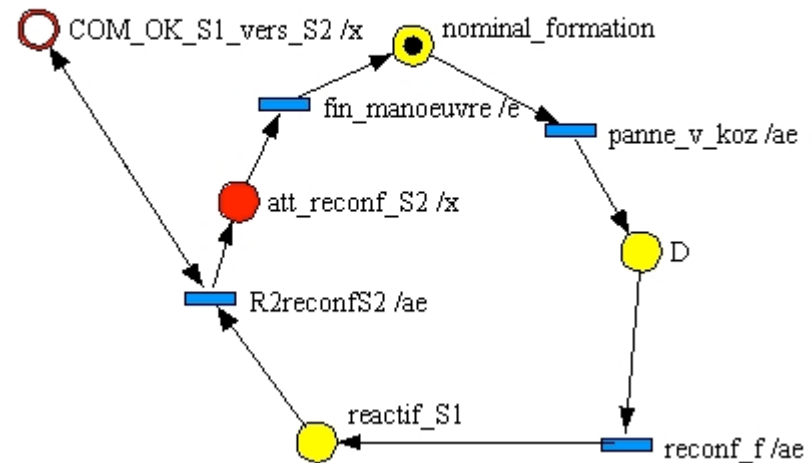 COM_OK_S1_vers_S2 /x
nominal_formation
fin_manoeuvre /e
panne_v_koz /ae
att_reconf_S2 /x
D
R2reconfS2 /ae
reactif_S1
reconf_f /ae